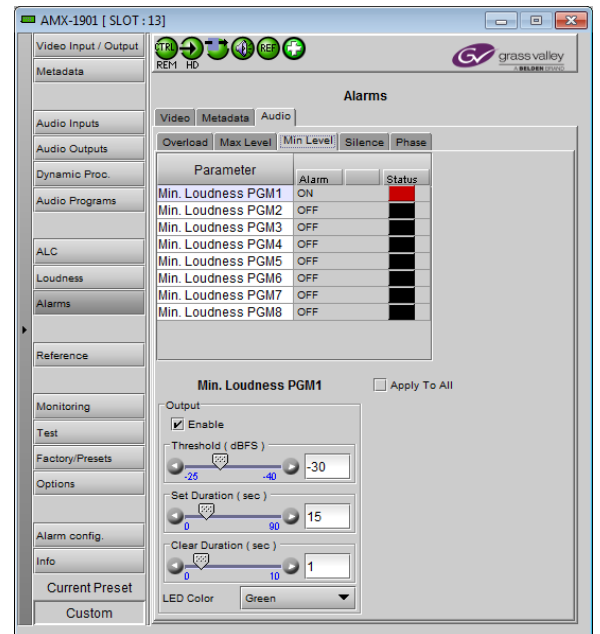 AMX-1901 [ SLOT : 13]
Video Input / Output
Metadata
Audio Inputs
Audio Outputs
Dynamic Proc.
Audio Programs
ALC
Loudness
Alarms
Reference
Monitoring
Test
Factory/Presets
Options
Alarm config.
Info
Current Preset
Custom
CTRL REF
REM HD
grass valley
A BELDEN BRAND
Alarms
Video Metadata Audio
Overload Max Level Min Level Silence Phase
Parameter Alarm Status
Min. Loudness PGM1 ON
Min. Loudness PGM2 OFF
Min. Loudness PGM3 OFF
Min. Loudness PGM4 OFF
Min. Loudness PGM5 OFF
Min. Loudness PGM6 OFF
Min. Loudness PGM7 OFF
Min. Loudness PGM8 OFF
Min. Loudness PGM1 Apply To All
Output
Enable
Threshold ( dBFS )
-25 -40 -30
Set Duration ( sec )
0 90 15
Clear Duration ( sec )
0 10 1
LED Color Green